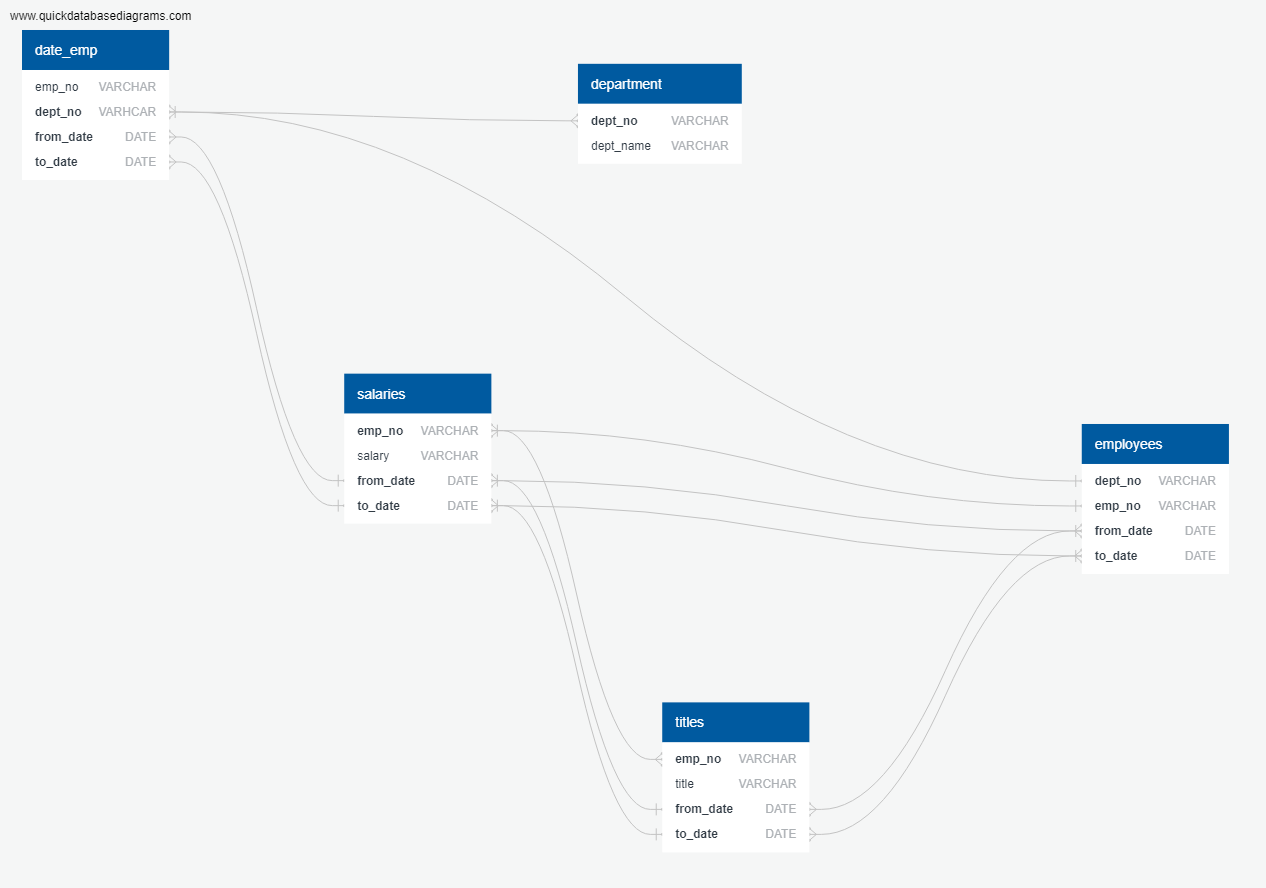 www.quickdatabasediagrams.com
date_emp
emp_no VARCHAR
dept_no VARHCAR
from_date DATE
to_date DATE
department
dept_no VARCHAR
dept_name VARCHAR
salaries
emp_no VARCHAR
salary VARCHAR
from_date DATE
to_date DATE
employees
dept_no VARCHAR
emp_no VARCHAR
from_date DATE
to_date DATE
titles
emp_no VARCHAR
title VARCHAR
from_date DATE
to_date DATE